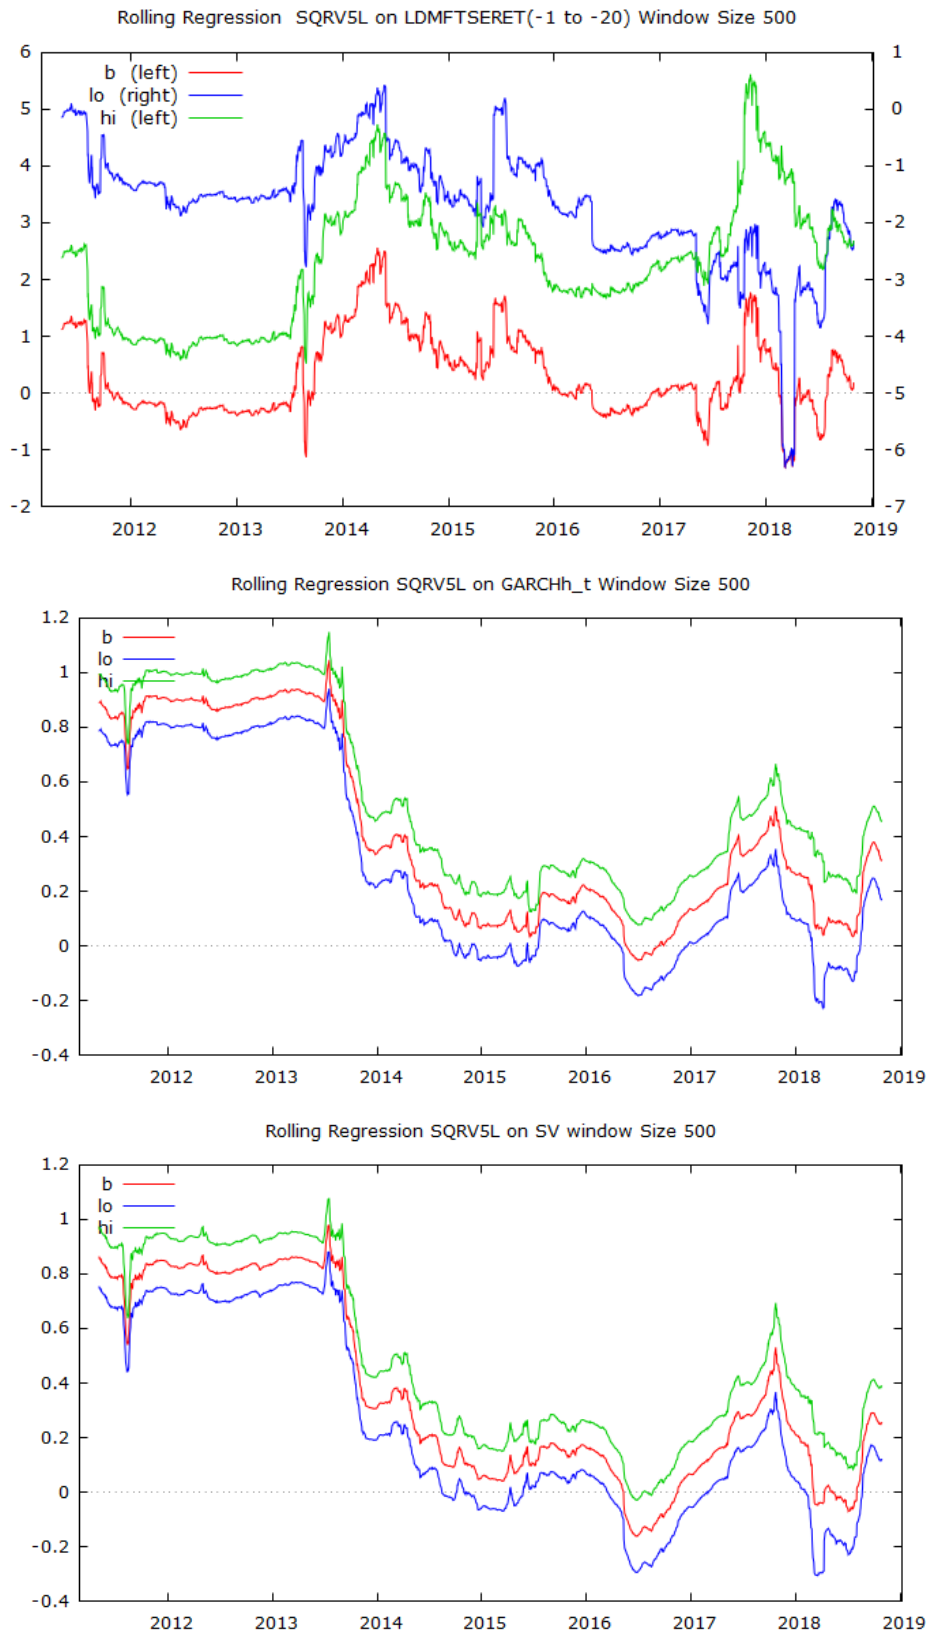 Rolling Regression  SQRV5L on LDMFTSERET(-1 to -20) Window Size 500
6
5
4
3
2
1
0
-1
-2
b  (left)
lo  (right)
hi  (left)
1
0
-1
-2
-3
-4
-5
-6
-7
2012 2013 2014 2015 2016 2017 2018 2019
Rolling Regression SQRV5L on GARCHh_t Window Size 500
1.2
1
0.8
0.6
0.4
0.2
0
-0.2
-0.4
b
lo
hi
2012 2013 2014 2015 2016 2017 2018 2019
Rolling Regression SQRV5L on SV window Size 500
1.2
1
0.8
0.6
0.4
0.2
0
-0.2
-0.4
b
lo
hi
2012 2013 2014 2015 2016 2017 2018 2019